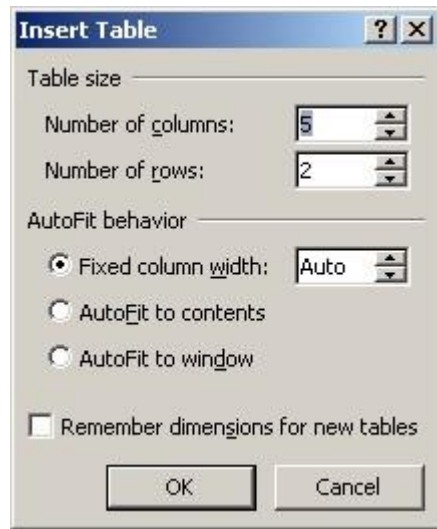 Insert Table ? ×
Table size
Number of columns: 5
Number of rows: 2
AutoFit behavior
Fixed column width: Auto
AutoFit to contents
AutoFit to window
Remember dimensions for new tables
OK Cancel